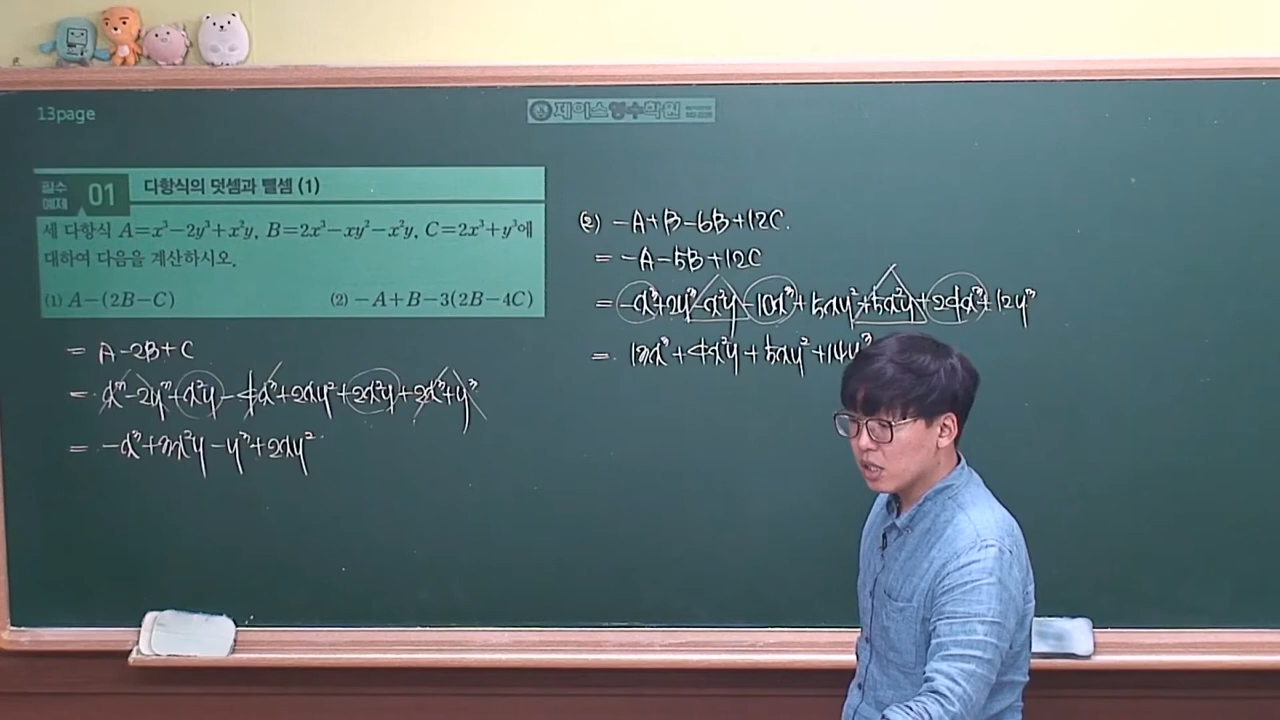 13page
제이스영수학원
필수 예제 01 다항식의 덧셈과 뺄셈 (1)
세 다항식 A=x³-2y³+x²y, B=2x³-xy²-x²y, C=2x³+y³에
대하여 다음을 계산하시오.
(1) A-(2B-C) (2) -A+B-3(2B-4C)
= A-2B+C
= x³-2y³+x²y-4x³+2xy²+2x²y+2x³+y³
= -x³+3x²y-y³+2xy²
(2) -A+B-6B+12C.
= -A-5B+12C
= -x³+2y³-x²y-10x³+5xy²+5x²y+24x³+12y³
= 13x³+4x²y+5xy²+14y³